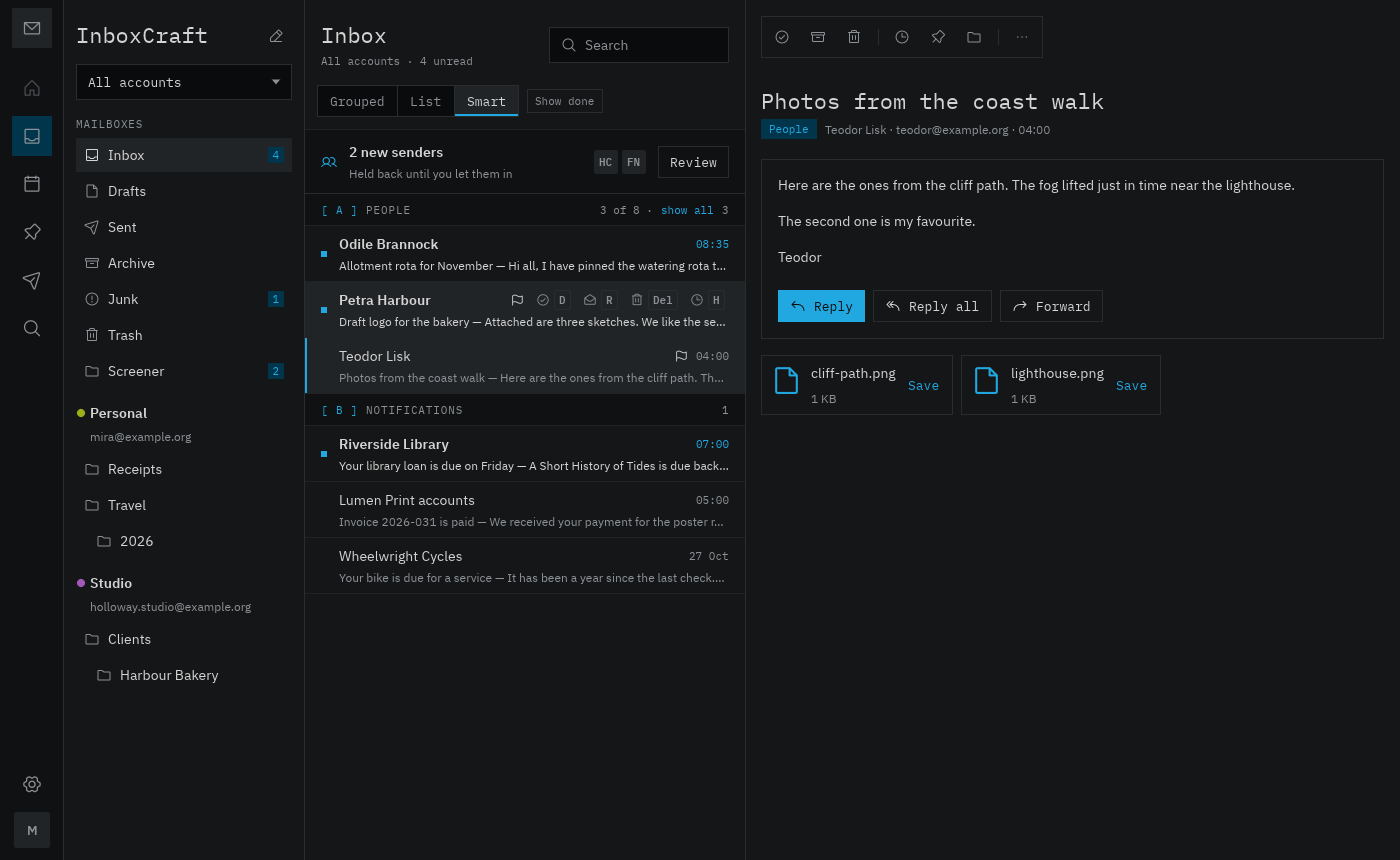 InboxCraft
All accounts
MAILBOXES
Inbox 4
Drafts
Sent
Archive
Junk 1
Trash
Screener 2
Personal
mira@example.org
Receipts
Travel
2026
Studio
holloway.studio@example.org
Clients
Harbour Bakery
M
Inbox
All accounts · 4 unread
Search
Grouped List Smart Show done
2 new senders
Held back until you let them in
HC FN Review
[ A ] PEOPLE 3 of 8 · show all 3
Odile Brannock 08:35
Allotment rota for November — Hi all, I have pinned the watering rota t…
Petra Harbour D R Del H
Draft logo for the bakery — Attached are three sketches. We like the se…
Teodor Lisk 04:00
Photos from the coast walk — Here are the ones from the cliff path. Th…
[ B ] NOTIFICATIONS 1
Riverside Library 07:00
Your library loan is due on Friday — A Short History of Tides is due back…
Lumen Print accounts 05:00
Invoice 2026-031 is paid — We received your payment for the poster r…
Wheelwright Cycles 27 Oct
Your bike is due for a service — It has been a year since the last check.…
Photos from the coast walk
People Teodor Lisk · teodor@example.org · 04:00
Here are the ones from the cliff path. The fog lifted just in time near the lighthouse.
The second one is my favourite.
Teodor
Reply Reply all Forward
cliff-path.png
1 KB
Save
lighthouse.png
1 KB
Save